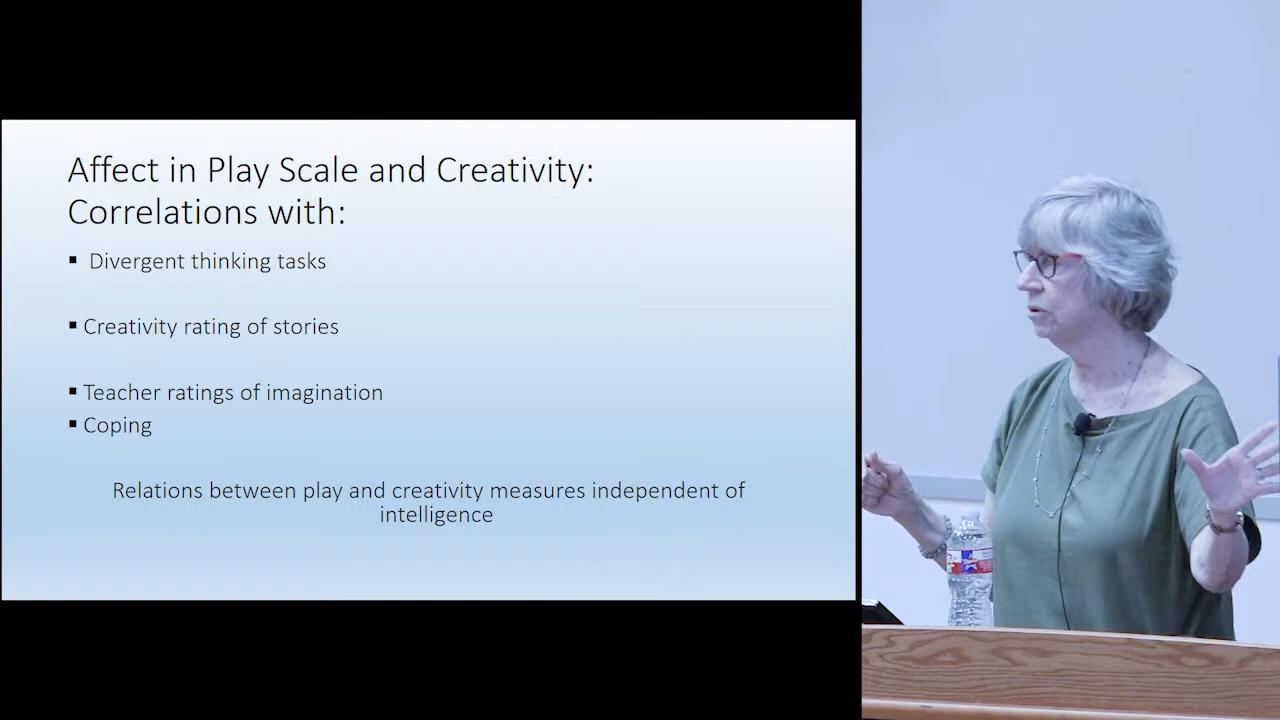 Affect in Play Scale and Creativity:
Correlations with:
▪ Divergent thinking tasks
▪ Creativity rating of stories
▪ Teacher ratings of imagination
▪ Coping
Relations between play and creativity measures independent of
intelligence